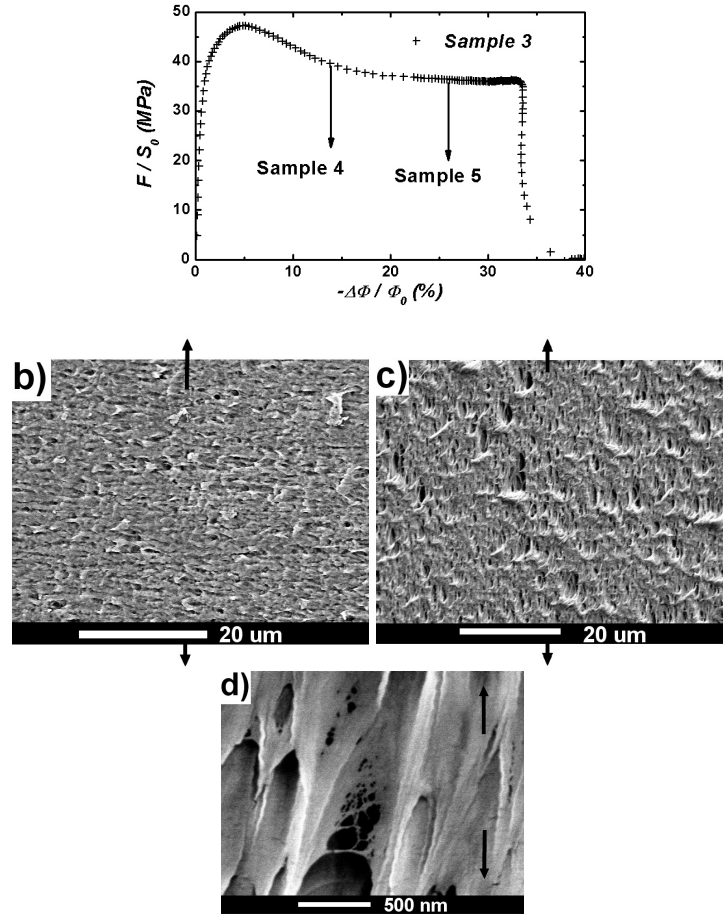 50
40
30
20
10
0
F / S0 (MPa)
+ Sample 3
Sample 4
Sample 5
0 10 20 30 40
-ΔΦ / Φ0 (%)
b)
20 um
c)
20 um
d)
500 nm